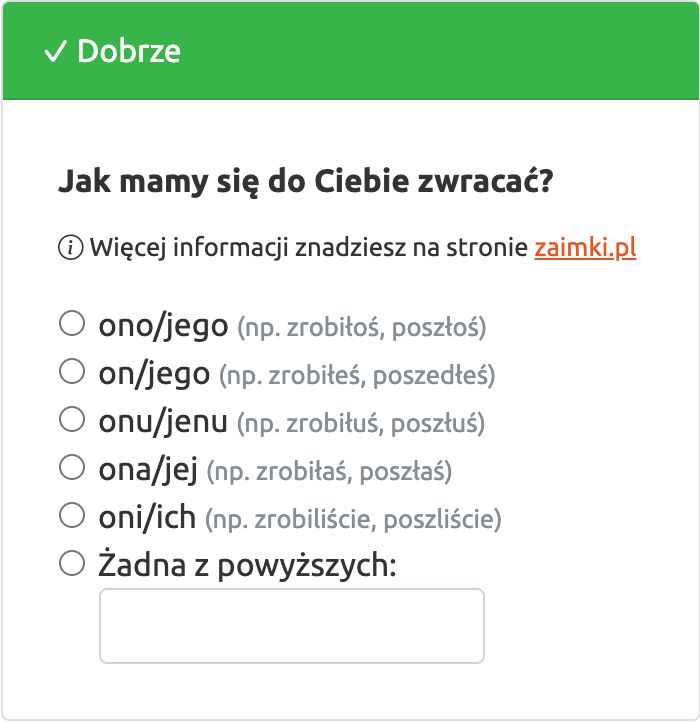 ✓ Dobrze
Jak mamy się do Ciebie zwracać?
ⓘ Więcej informacji znadziesz na stronie zaimki.pl
ono/jego (np. zrobiłoś, poszłoś)
on/jego (np. zrobiłeś, poszedłeś)
onu/jenu (np. zrobiłuś, poszłuś)
ona/jej (np. zrobiłaś, poszłaś)
oni/ich (np. zrobiliście, poszliście)
Żadna z powyższych: